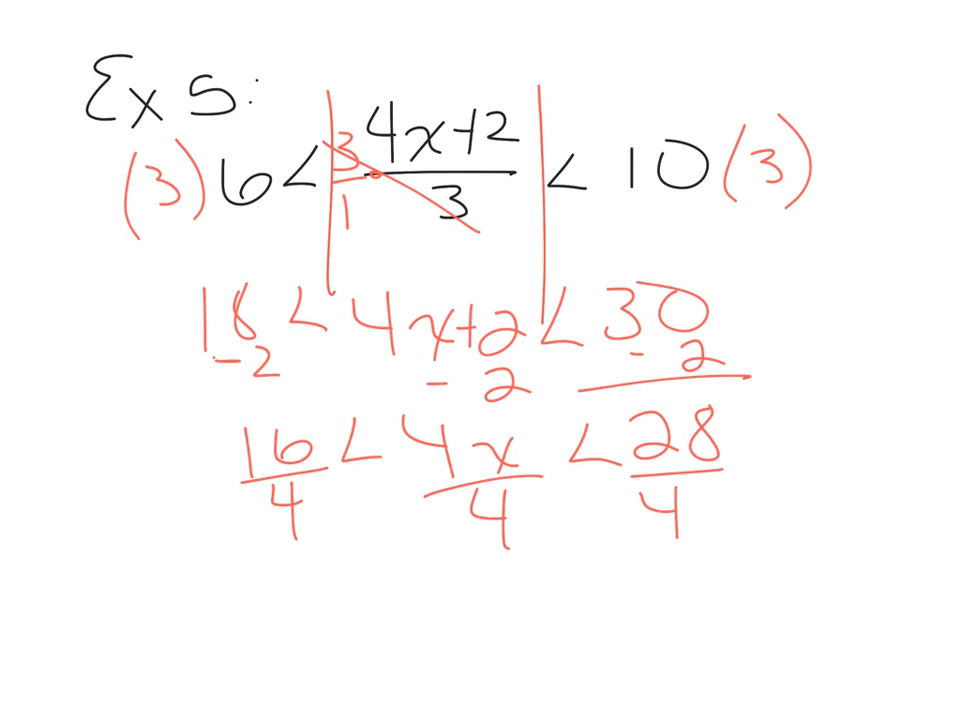 Ex 5:
(3) 6 < 3/1 · (4x+2)/3 < 10 (3)
18 < 4x+2 < 30
-2 -2 -2
16/4 < 4x/4 < 28/4